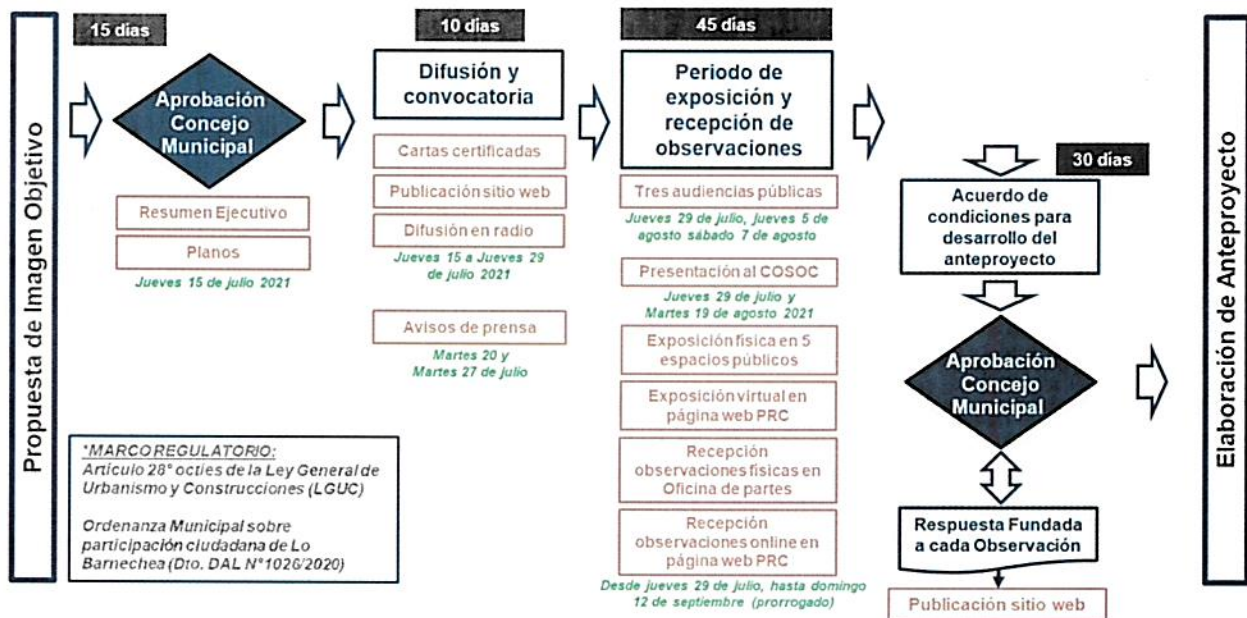 Propuesta de Imagen Objetivo
15 días
Aprobación
Concejo
Municipal
Resumen Ejecutivo
Planos
Jueves 15 de julio 2021
10 días
Difusión y
convocatoria
Cartas certificadas
Publicación sitio web
Difusión en radio
Jueves 15 a Jueves 29
de julio 2021
Avisos de prensa
Martes 20 y
Martes 27 de julio
45 días
Periodo de
exposición y
recepción de
observaciones
Tres audiencias públicas
Jueves 29 de julio, jueves 5 de
agosto sábado 7 de agosto
Presentación al COSOC
Jueves 29 de julio y
Martes 19 de agosto 2021
Exposición física en 5
espacios públicos
Exposición virtual en
página web PRC
Recepción
observaciones físicas en
Oficina de partes
Recepción
observaciones online en
página web PRC
Desde jueves 29 de julio, hasta domingo
12 de septiembre (prorrogado)
30 días
Acuerdo de
condiciones para
desarrollo del
anteproyecto
Aprobación
Concejo
Municipal
Respuesta Fundada
a cada Observación
Publicación sitio web
Elaboración de Anteproyecto
*MARCO REGULATORIO:
Artículo 28° octies de la Ley General de
Urbanismo y Construcciones (LGUC)
Ordenanza Municipal sobre
participación ciudadana de Lo
Barnechea (Dto. DAL N°1026/2020)